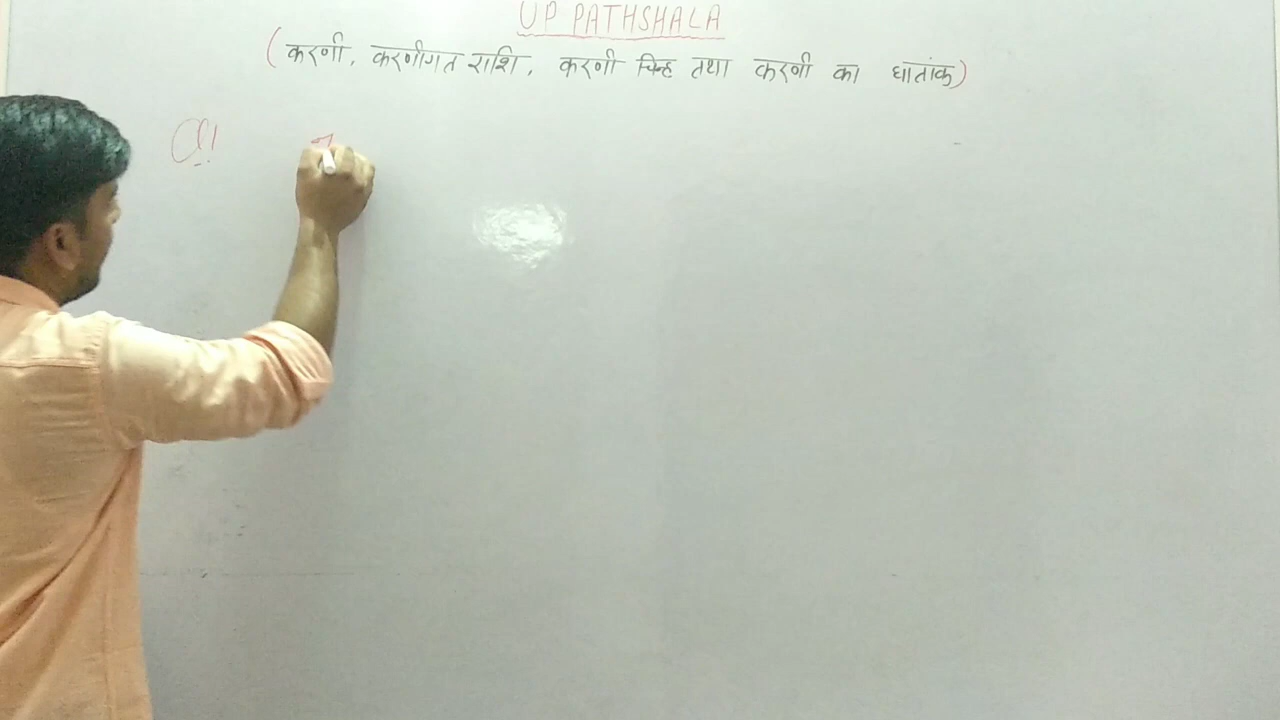 UP PATHSHALA
(करणी, करणीगत राशि, करणी चिन्ह तथा करणी का घातांक)